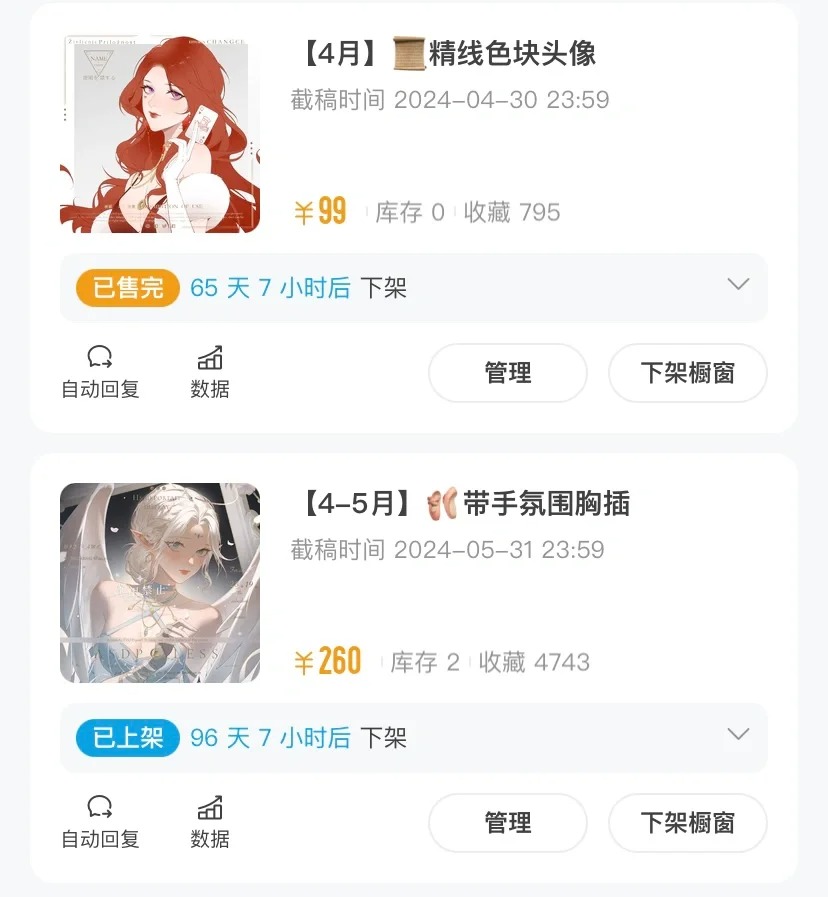 【4月】精线色块头像
截稿时间 2024-04-30 23:59
¥99 库存 0 收藏 795
已售完 65 天 7 小时后 下架
自动回复 数据 管理 下架橱窗
【4-5月】带手氛围胸插
截稿时间 2024-05-31 23:59
¥260 库存 2 收藏 4743
已上架 96 天 7 小时后 下架
自动回复 数据 管理 下架橱窗